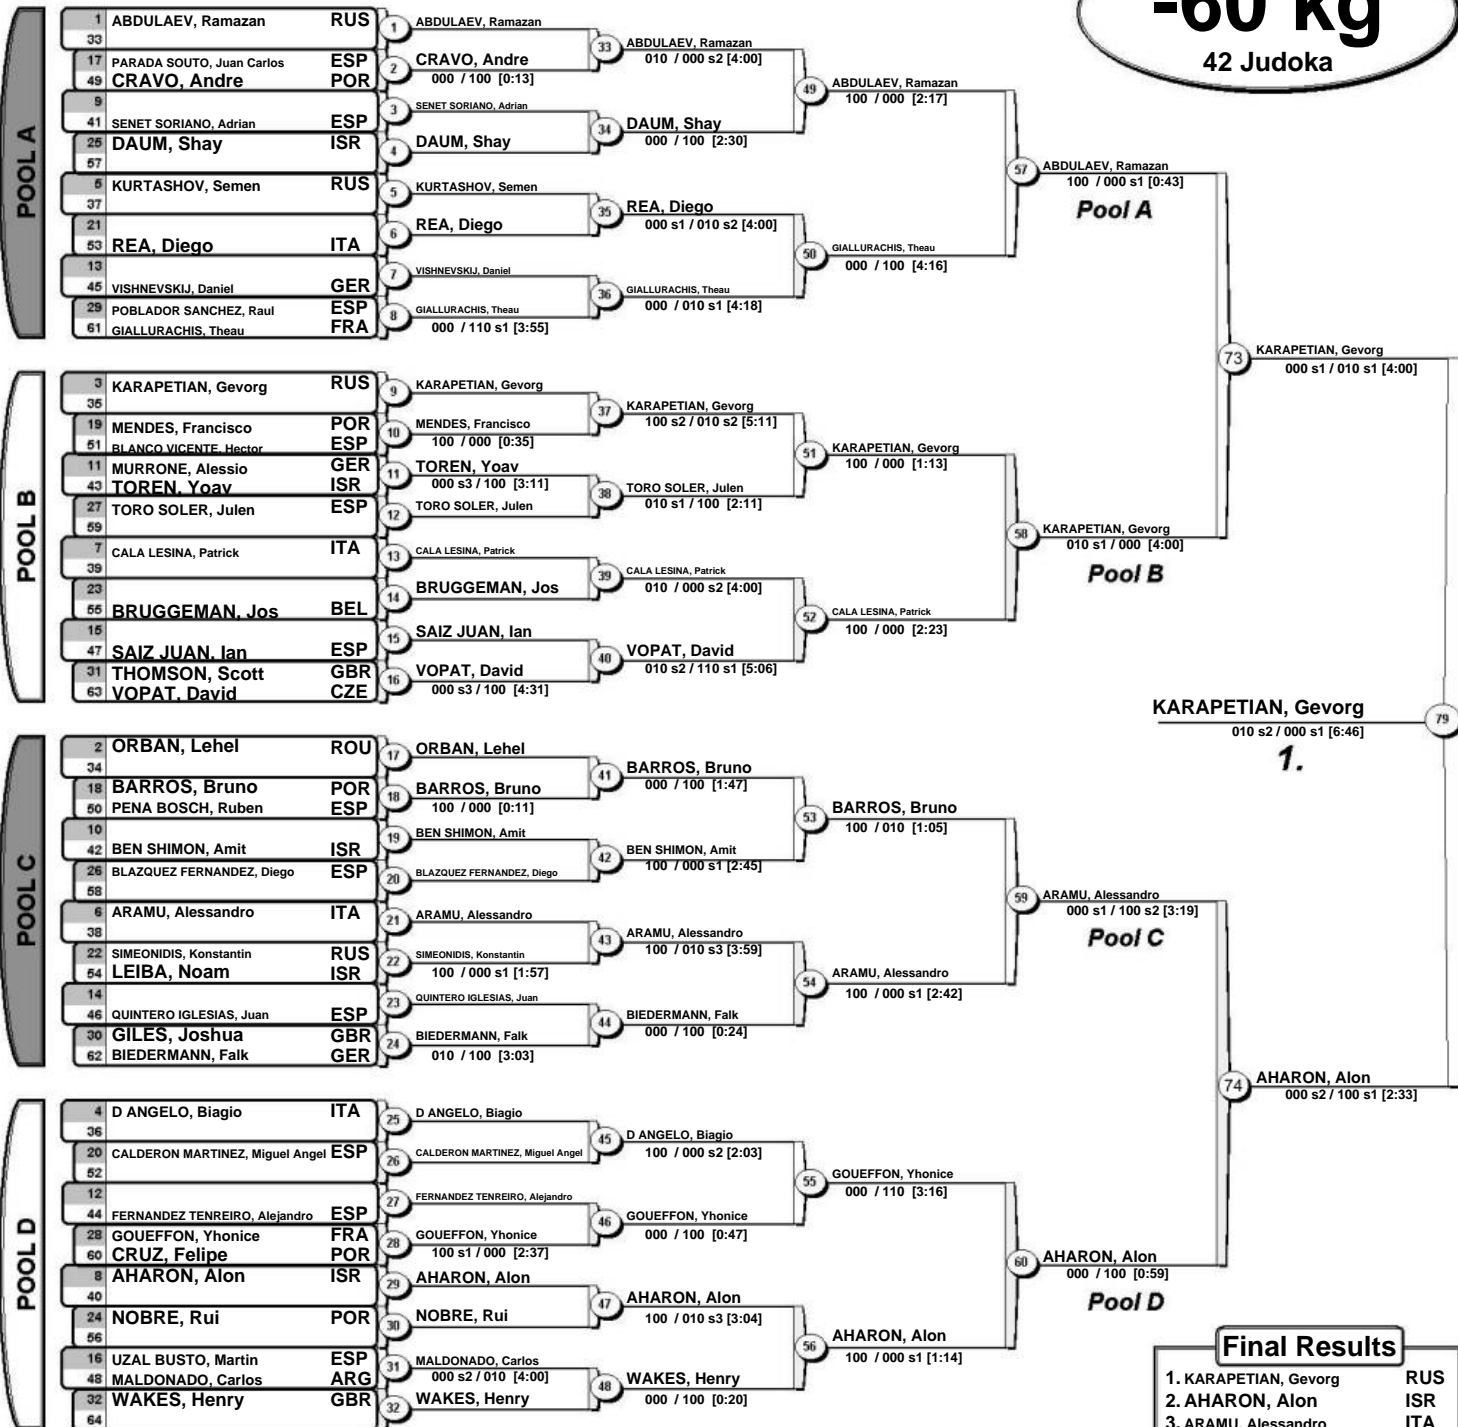 -60 kg
42 Judoka
POOL A
1 ABDULAEV, Ramazan RUS
33
17 PARADA SOUTO, Juan Carlos ESP
49 CRAVO, Andre POR
9
41 SENET SORIANO, Adrian ESP
25 DAUM, Shay ISR
57
5 KURTASHOV, Semen RUS
37
21
53 REA, Diego ITA
13
45 VISHNEVSKIJ, Daniel GER
29 POBLADOR SANCHEZ, Raul ESP
61 GIALLURACHIS, Theau FRA
1 ABDULAEV, Ramazan
2 CRAVO, Andre
000 / 100 [0:13]
3 SENET SORIANO, Adrian
4 DAUM, Shay
5 KURTASHOV, Semen
6 REA, Diego
7 VISHNEVSKIJ, Daniel
8 GIALLURACHIS, Theau
000 / 110 s1 [3:55]
33 ABDULAEV, Ramazan
010 / 000 s2 [4:00]
34 DAUM, Shay
000 / 100 [2:30]
35 REA, Diego
000 s1 / 010 s2 [4:00]
36 GIALLURACHIS, Theau
000 / 010 s1 [4:18]
49 ABDULAEV, Ramazan
100 / 000 [2:17]
50 GIALLURACHIS, Theau
000 / 100 [4:16]
57 ABDULAEV, Ramazan
100 / 000 s1 [0:43]
Pool A
POOL B
3 KARAPETIAN, Gevorg RUS
35
19 MENDES, Francisco POR
51 BLANCO VICENTE, Hector ESP
11 MURRONE, Alessio GER
43 TOREN, Yoav ISR
27 TORO SOLER, Julen ESP
59
7 CALA LESINA, Patrick ITA
39
23
55 BRUGGEMAN, Jos BEL
15
47 SAIZ JUAN, Ian ESP
31 THOMSON, Scott GBR
63 VOPAT, David CZE
9 KARAPETIAN, Gevorg
10 MENDES, Francisco
100 / 000 [0:35]
11 TOREN, Yoav
000 s3 / 100 [3:11]
12 TORO SOLER, Julen
13 CALA LESINA, Patrick
14 BRUGGEMAN, Jos
15 SAIZ JUAN, Ian
16 VOPAT, David
000 s3 / 100 [4:31]
37 KARAPETIAN, Gevorg
100 s2 / 010 s2 [5:11]
38 TORO SOLER, Julen
010 s1 / 100 [2:11]
39 CALA LESINA, Patrick
010 / 000 s2 [4:00]
40 VOPAT, David
010 s2 / 110 s1 [5:06]
51 KARAPETIAN, Gevorg
100 / 000 [1:13]
52 CALA LESINA, Patrick
100 / 000 [2:23]
58 KARAPETIAN, Gevorg
010 s1 / 000 [4:00]
Pool B
73 KARAPETIAN, Gevorg
000 s1 / 010 s1 [4:00]
KARAPETIAN, Gevorg 79
010 s2 / 000 s1 [6:46]
1.
POOL C
2 ORBAN, Lehel ROU
34
18 BARROS, Bruno POR
50 PENA BOSCH, Ruben ESP
10
42 BEN SHIMON, Amit ISR
26 BLAZQUEZ FERNANDEZ, Diego ESP
58
6 ARAMU, Alessandro ITA
38
22 SIMEONIDIS, Konstantin RUS
54 LEIBA, Noam ISR
14
46 QUINTERO IGLESIAS, Juan ESP
30 GILES, Joshua GBR
62 BIEDERMANN, Falk GER
17 ORBAN, Lehel
18 BARROS, Bruno
100 / 000 [0:11]
19 BEN SHIMON, Amit
20 BLAZQUEZ FERNANDEZ, Diego
21 ARAMU, Alessandro
22 SIMEONIDIS, Konstantin
100 / 000 s1 [1:57]
23 QUINTERO IGLESIAS, Juan
24 BIEDERMANN, Falk
010 / 100 [3:03]
41 BARROS, Bruno
000 / 100 [1:47]
42 BEN SHIMON, Amit
100 / 000 s1 [2:45]
43 ARAMU, Alessandro
100 / 010 s3 [3:59]
44 BIEDERMANN, Falk
000 / 100 [0:24]
53 BARROS, Bruno
100 / 010 [1:05]
54 ARAMU, Alessandro
100 / 000 s1 [2:42]
59 ARAMU, Alessandro
000 s1 / 100 s2 [3:19]
Pool C
POOL D
4 D ANGELO, Biagio ITA
36
20 CALDERON MARTINEZ, Miguel Angel ESP
52
12
44 FERNANDEZ TENREIRO, Alejandro ESP
28 GOUEFFON, Yhonice FRA
60 CRUZ, Felipe POR
8 AHARON, Alon ISR
40
24 NOBRE, Rui POR
56
16 UZAL BUSTO, Martin ESP
48 MALDONADO, Carlos ARG
32 WAKES, Henry GBR
64
25 D ANGELO, Biagio
26 CALDERON MARTINEZ, Miguel Angel
27 FERNANDEZ TENREIRO, Alejandro
28 GOUEFFON, Yhonice
100 s1 / 000 [2:37]
29 AHARON, Alon
30 NOBRE, Rui
31 MALDONADO, Carlos
000 s2 / 010 [4:00]
32 WAKES, Henry
45 D ANGELO, Biagio
100 / 000 s2 [2:03]
46 GOUEFFON, Yhonice
000 / 100 [0:47]
47 AHARON, Alon
100 / 010 s3 [3:04]
48 WAKES, Henry
000 / 100 [0:20]
55 GOUEFFON, Yhonice
000 / 110 [3:16]
56 AHARON, Alon
100 / 000 s1 [1:14]
60 AHARON, Alon
000 / 100 [0:59]
Pool D
74 AHARON, Alon
000 s2 / 100 s1 [2:33]
Final Results
1. KARAPETIAN, Gevorg RUS
2. AHARON, Alon ISR
3. ARAMU, Alessandro ITA